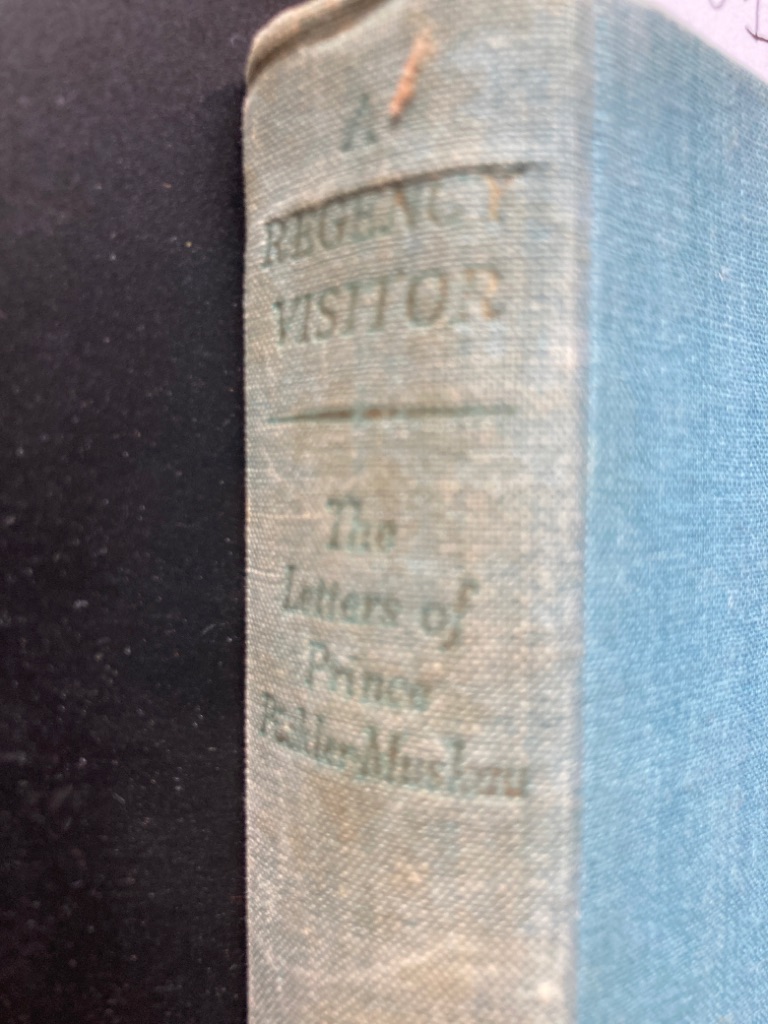 A
REGENCY
VISITOR
The
Letters of
Prince
Pückler-Muskau